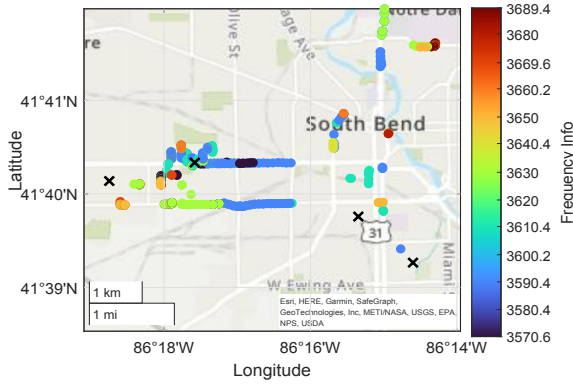 Notre Da
re
Olive St
age Ave
South Bend
31
W Ewing Ave
Miami S
41°41'N
41°40'N
41°39'N
Latitude
1 km
1 mi
Esri, HERE, Garmin, SafeGraph,
GeoTechnologies, Inc, METI/NASA, USGS, EPA,
NPS, USDA
86°18'W
86°16'W
86°14'W
Longitude
3689.4
3680
3669.6
3660.2
3650
3640.4
3630.4
3620.4
3610.4
3600.2
3590.4
3580.4
3570.6
Frequency Info